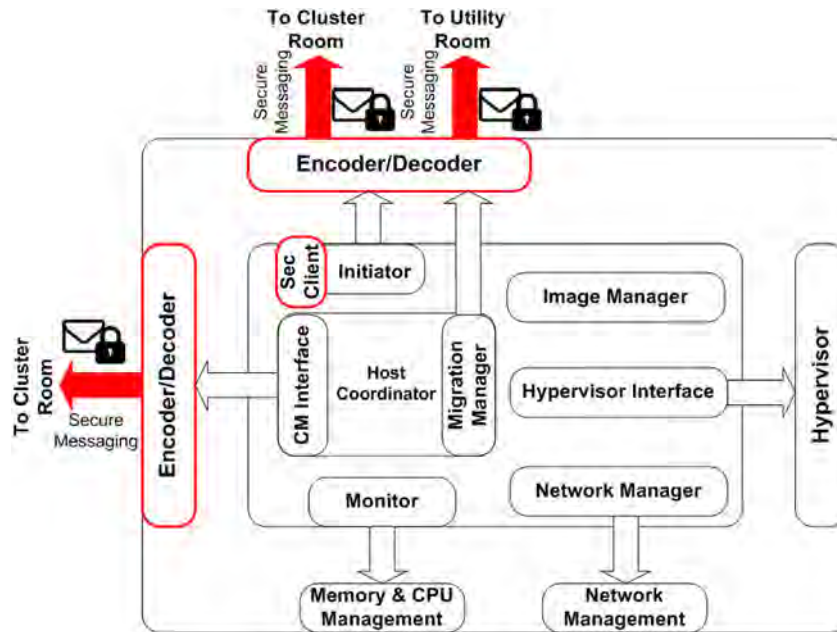 To Cluster
Room
To Utility
Room
Secure
Messaging
Secure
Messaging
Encoder/Decoder
Sec
Client
Initiator
Image Manager
To Cluster
Room
Secure
Messaging
Encoder/Decoder
CM Interface
Host
Coordinator
Migration
Manager
Hypervisor Interface
Hypervisor
Monitor
Network Manager
Memory & CPU
Management
Network
Management